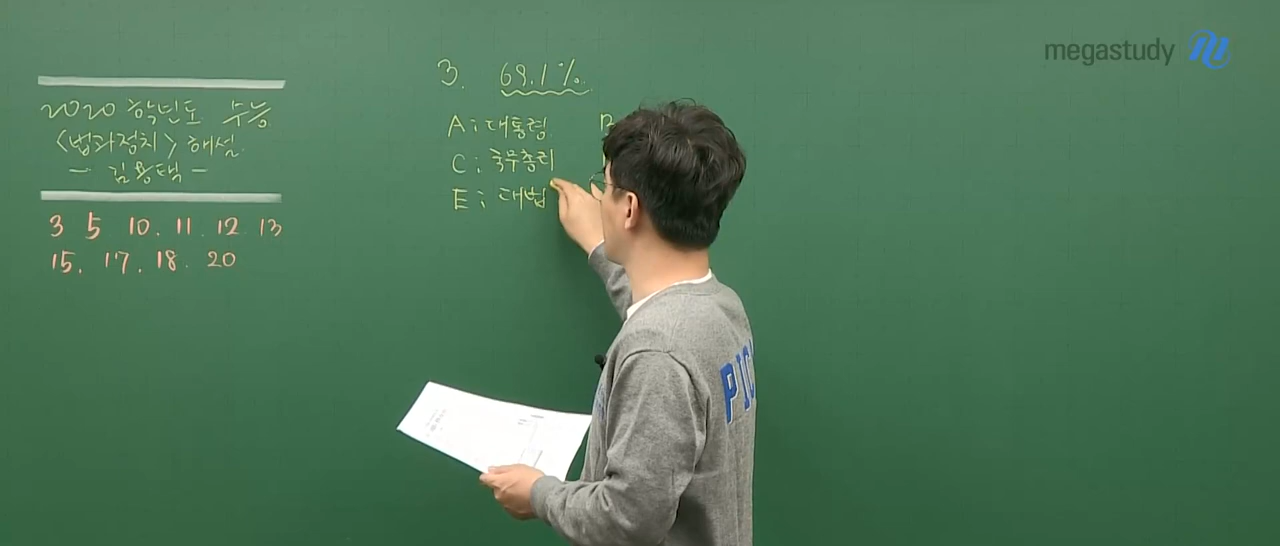 megastudy
2020 학년도 수능
<법과정치> 해설
- 김용택 -
3 5 10. 11. 12. 13
15. 17. 18. 20
3. 69.1%
A; 대통령 B
C; 국무총리
E; 대법
PIC